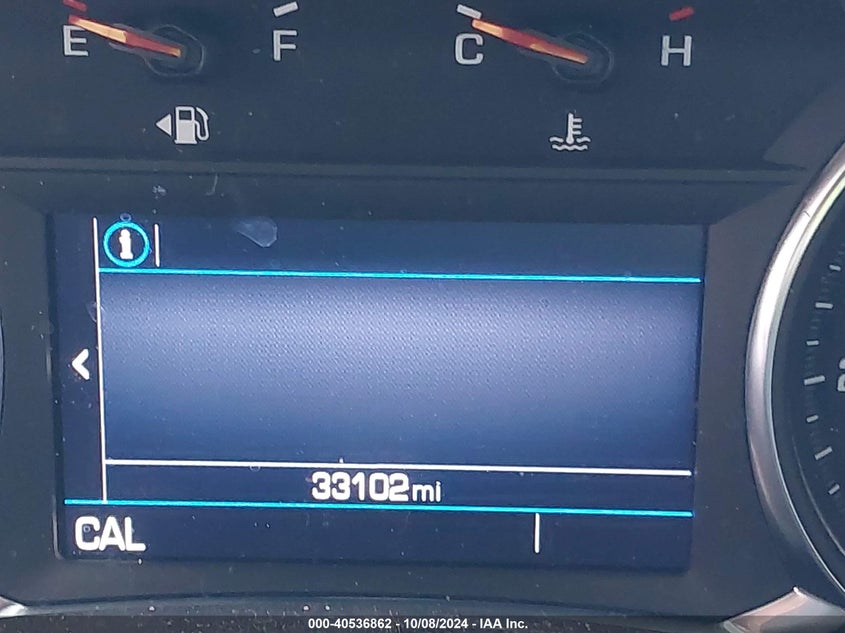 E F C H
i
33102mi
CAL
000-40536862 - 10/08/2024 - IAA Inc.